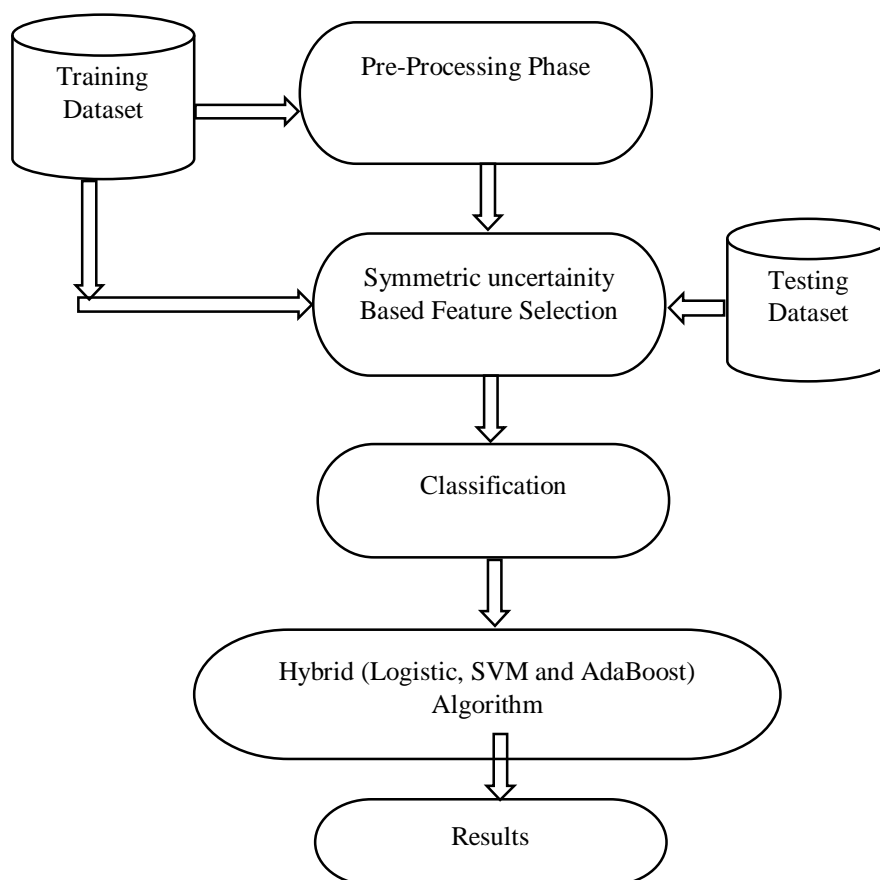 Training
Dataset
Pre-Processing Phase
Symmetric uncertainity
Based Feature Selection
Testing
Dataset
Classification
Hybrid (Logistic, SVM and AdaBoost)
Algorithm
Results